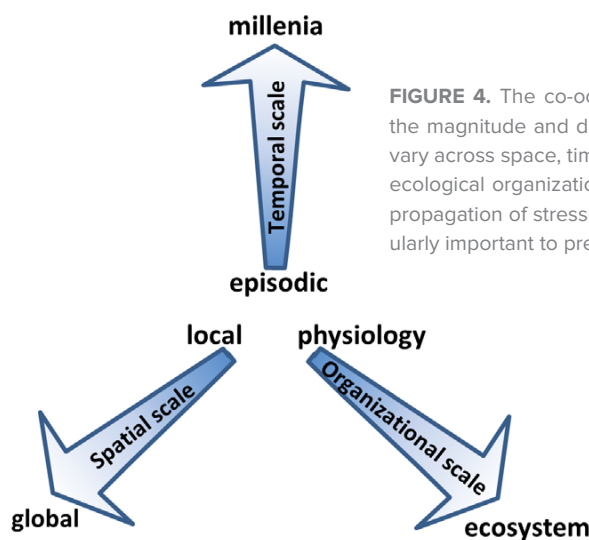 millenia
Temporal scale
episodic
local
physiology
Spatial scale
Organizational scale
global
ecosystem
FIGURE 4. The co-oc
the magnitude and d
vary across space, tim
ecological organizatio
propagation of stress
ularly important to pre